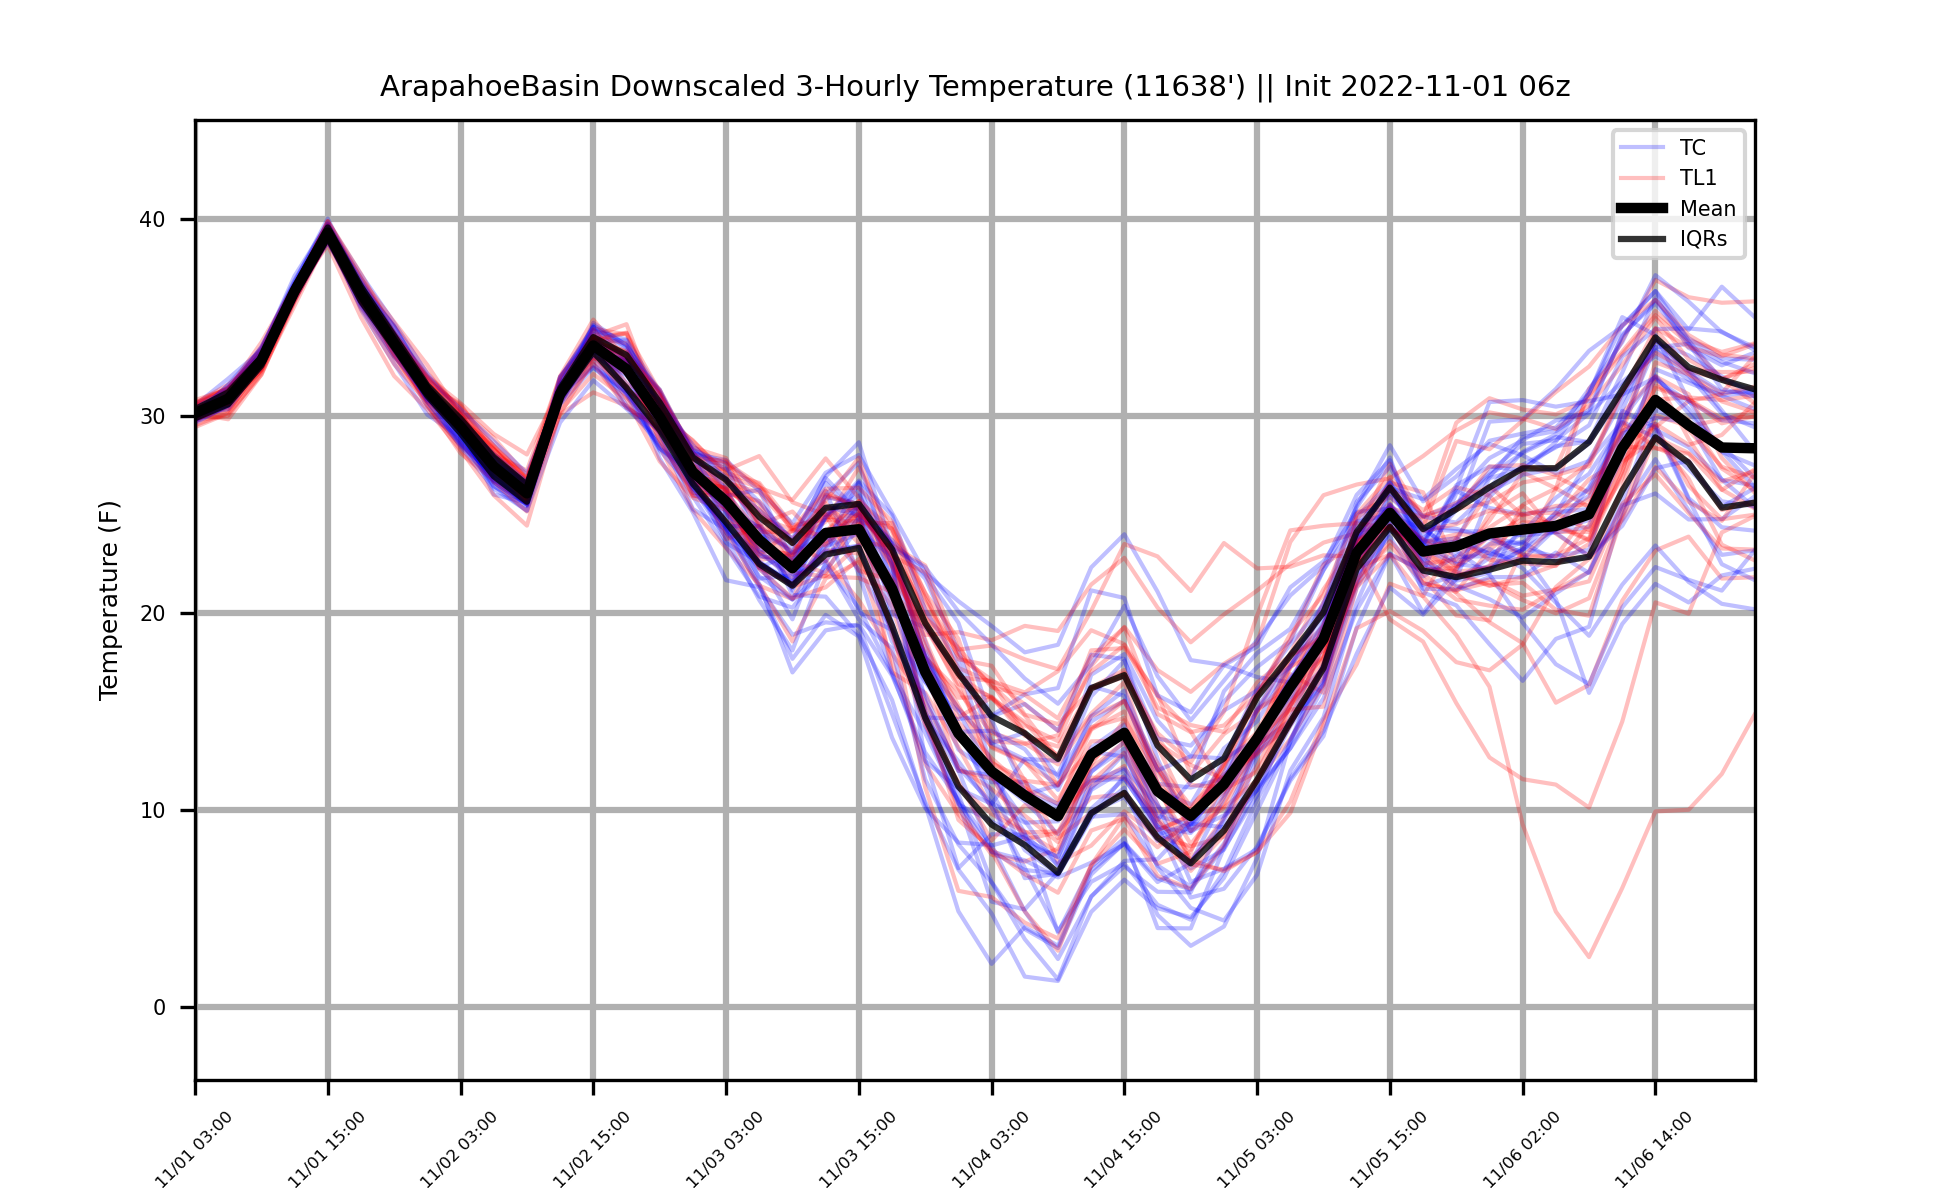 ArapahoeBasin Downscaled 3-Hourly Temperature (11638') || Init 2022-11-01 06z
TC
TL1
Mean
IQRs
Temperature (F)
40
30
20
10
0
11/01 03:00
11/01 15:00
11/02 03:00
11/02 15:00
11/03 03:00
11/03 15:00
11/04 03:00
11/04 15:00
11/05 03:00
11/05 15:00
11/06 02:00
11/06 14:00